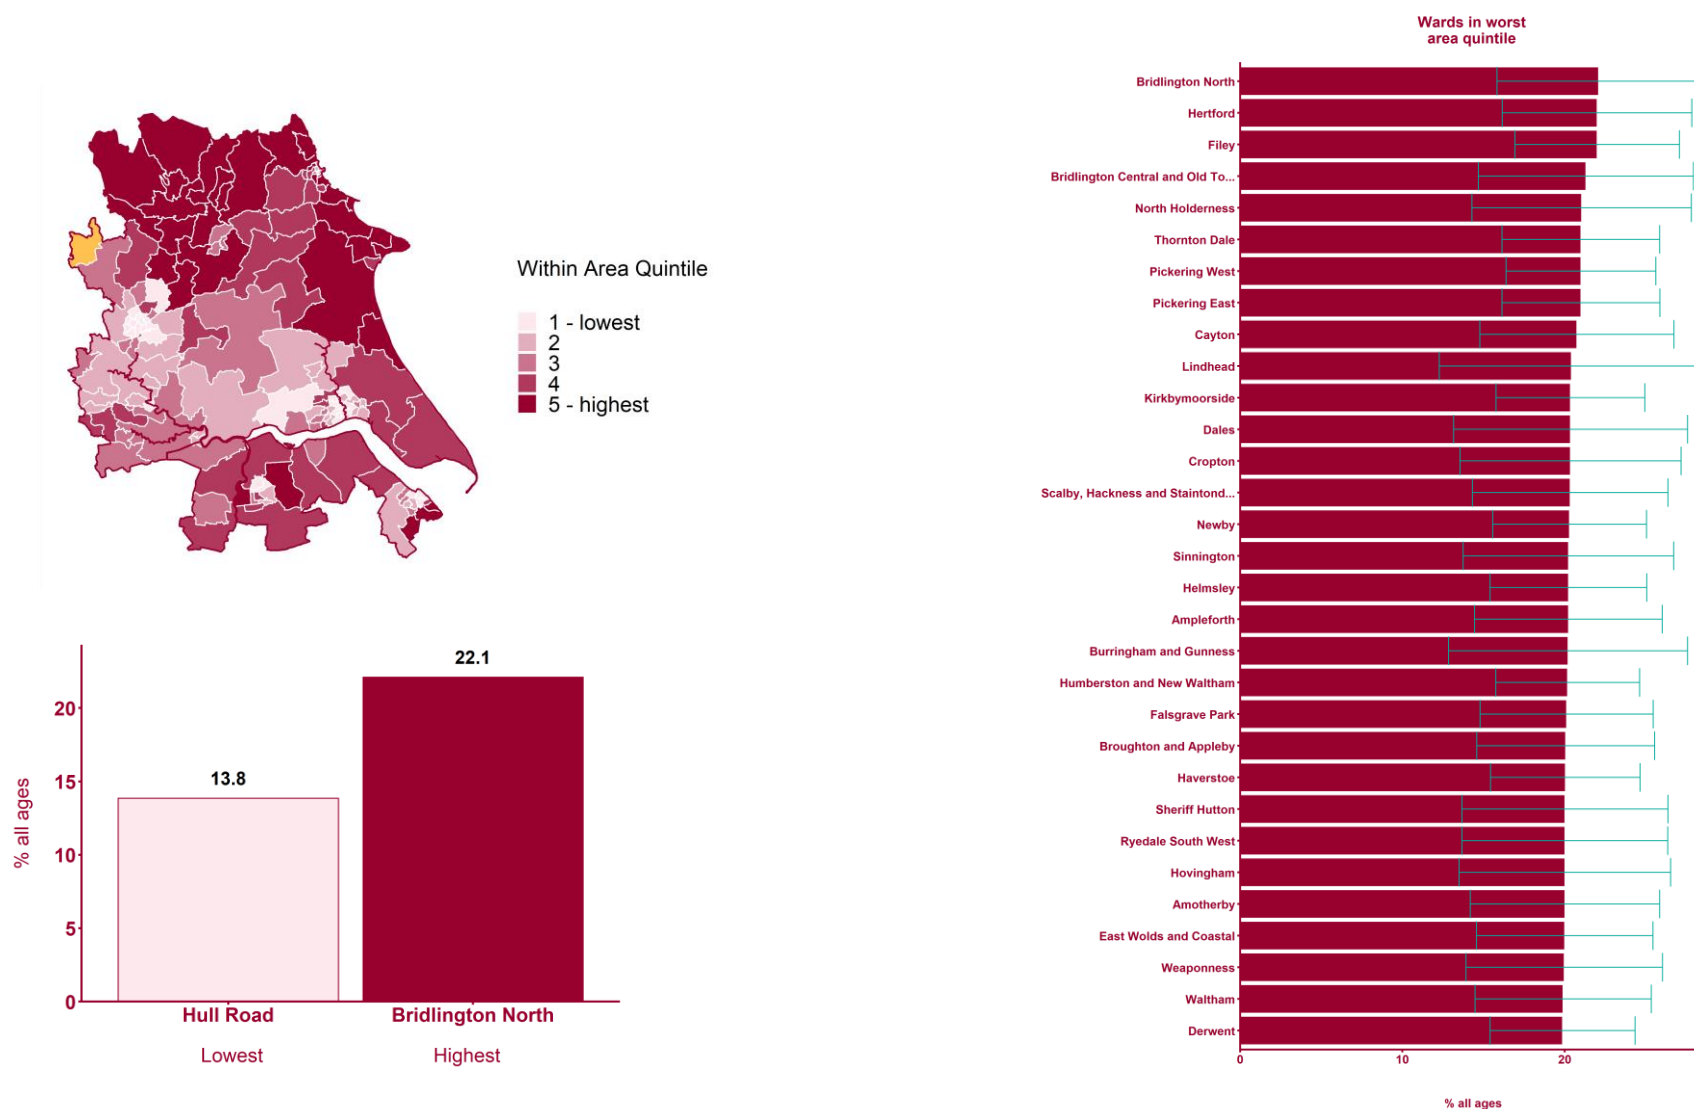 Within Area Quintile
1 - lowest
2
3
4
5 - highest
% all ages
20
15
10
5
0
13.8
22.1
Hull Road
Bridlington North
Lowest
Highest
Wards in worst
area quintile
Bridlington North
Hertford
Filey
Bridlington Central and Old To...
North Holderness
Thornton Dale
Pickering West
Pickering East
Cayton
Lindhead
Kirkbymoorside
Dales
Cropton
Scalby, Hackness and Staintond...
Newby
Sinnington
Helmsley
Ampleforth
Burringham and Gunness
Humberston and New Waltham
Falsgrave Park
Broughton and Appleby
Haverstoe
Sheriff Hutton
Ryedale South West
Hovingham
Amotherby
East Wolds and Coastal
Weaponness
Waltham
Derwent
0
10
20
% all ages